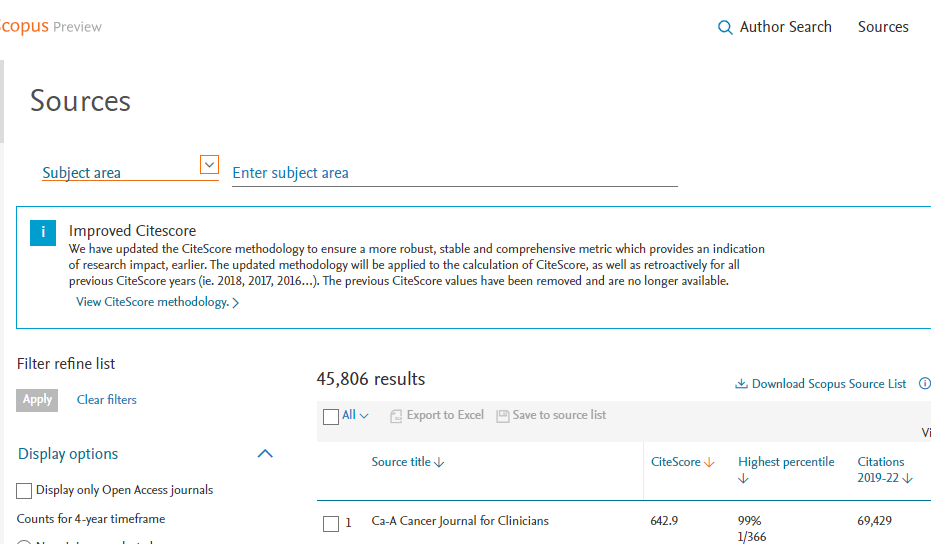 Scopus Preview
Author Search
Sources
Sources
Subject area
Enter subject area
i
Improved Citescore
We have updated the CiteScore methodology to ensure a more robust, stable and comprehensive metric which provides an indication
of research impact, earlier. The updated methodology will be applied to the calculation of CiteScore, as well as retroactively for all
previous CiteScore years (ie. 2018, 2017, 2016...). The previous CiteScore values have been removed and are no longer available.
View CiteScore methodology. >
Filter refine list
Apply
Clear filters
Display options
Display only Open Access journals
Counts for 4-year timeframe
45,806 results
Download Scopus Source List
All
Export to Excel
Save to source list
Vi
Source title ↓
CiteScore ↓
Highest percentile
↓
Citations
2019-22 ↓
1
Ca-A Cancer Journal for Clinicians
642.9
99%
1/366
69,429